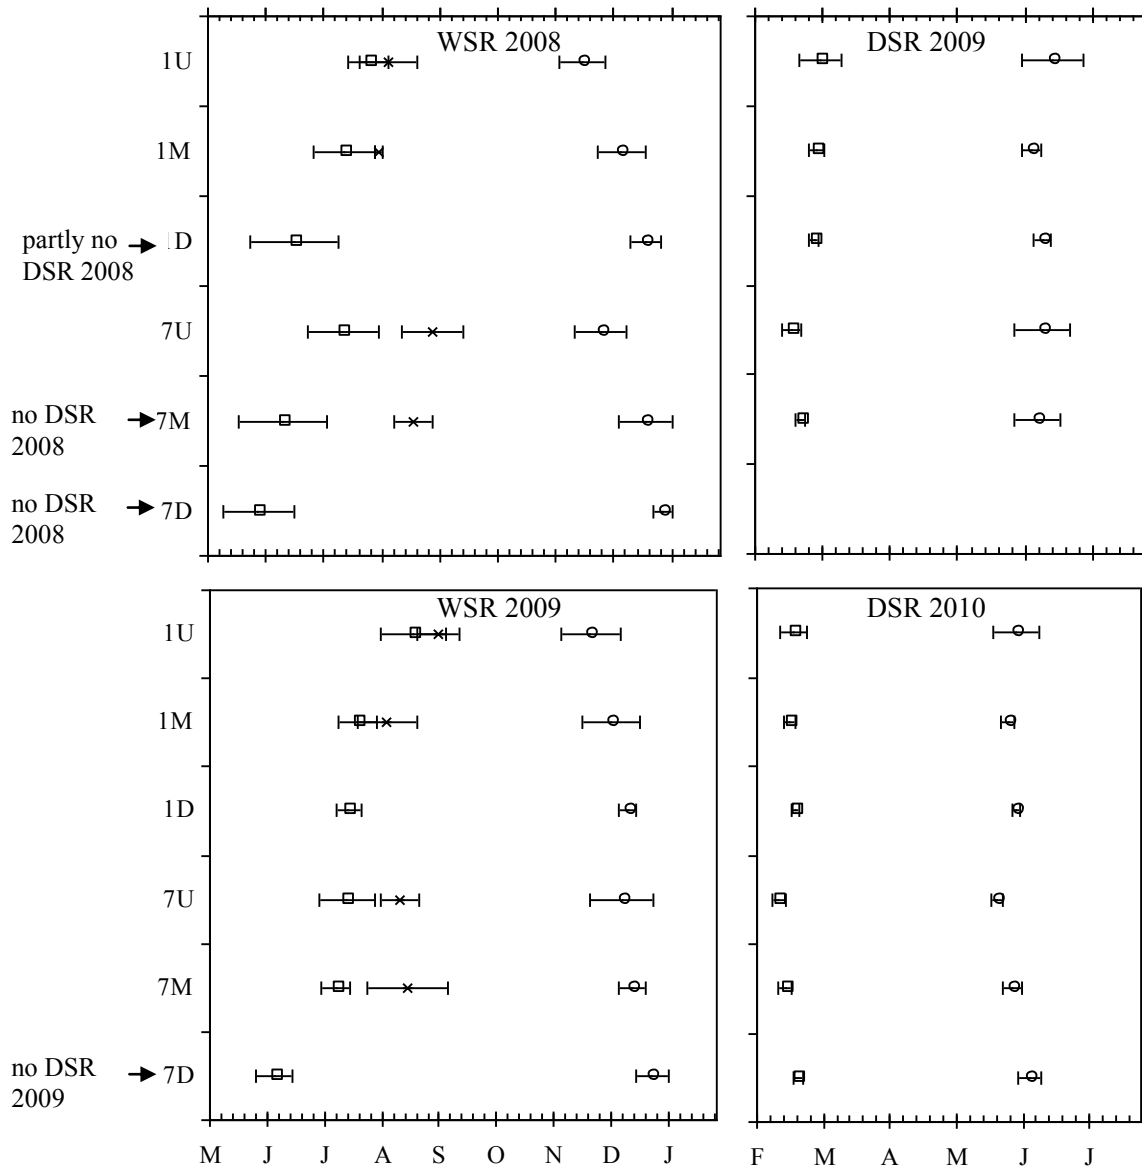 WSR 2008
DSR 2009
1U
1M
partly no
DSR 2008
1D
7U
no DSR
2008
7M
no DSR
2008
7D
WSR 2009
DSR 2010
1U
1M
1D
7U
7M
no DSR
2009
7D
M J J A S O N D J
F M A M J J